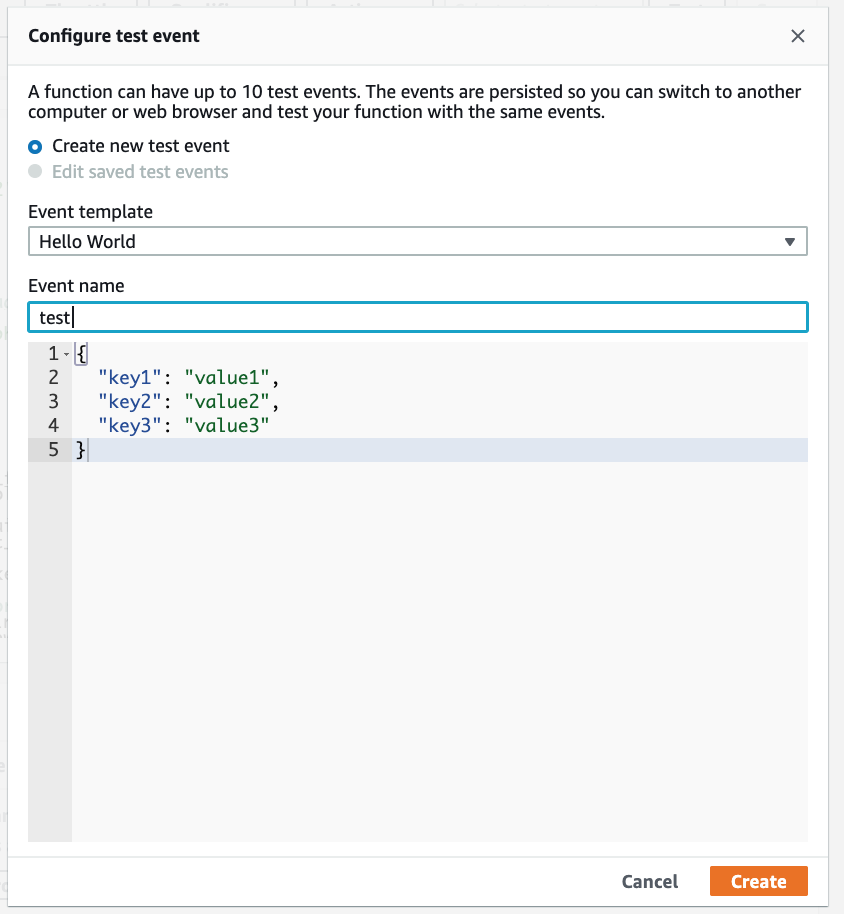 Configure test event
A function can have up to 10 test events. The events are persisted so you can switch to another
computer or web browser and test your function with the same events.
Create new test event
Edit saved test events
Event template
Hello World
Event name
test
1 {
2 "key1": "value1",
3 "key2": "value2",
4 "key3": "value3"
5 }
Cancel Create